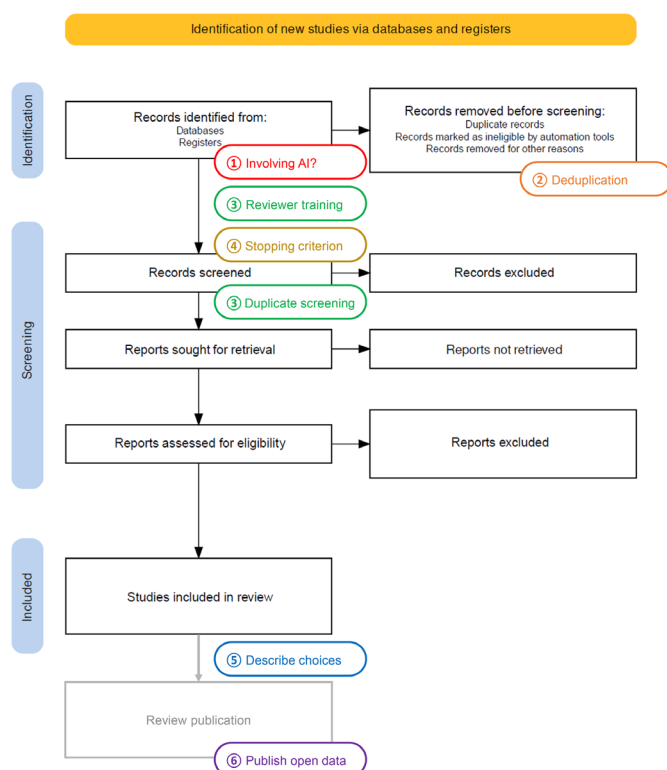 Identification of new studies via databases and registers
Identification
Records identified from:
Databases
Registers
Records removed before screening:
Duplicate records
Records marked as ineligible by automation tools
Records removed for other reasons
① Involving AI?
② Deduplication
③ Reviewer training
④ Stopping criterion
Screening
Records screened
Records excluded
③ Duplicate screening
Reports sought for retrieval
Reports not retrieved
Reports assessed for eligibility
Reports excluded
Included
Studies included in review
⑤ Describe choices
Review publication
⑥ Publish open data